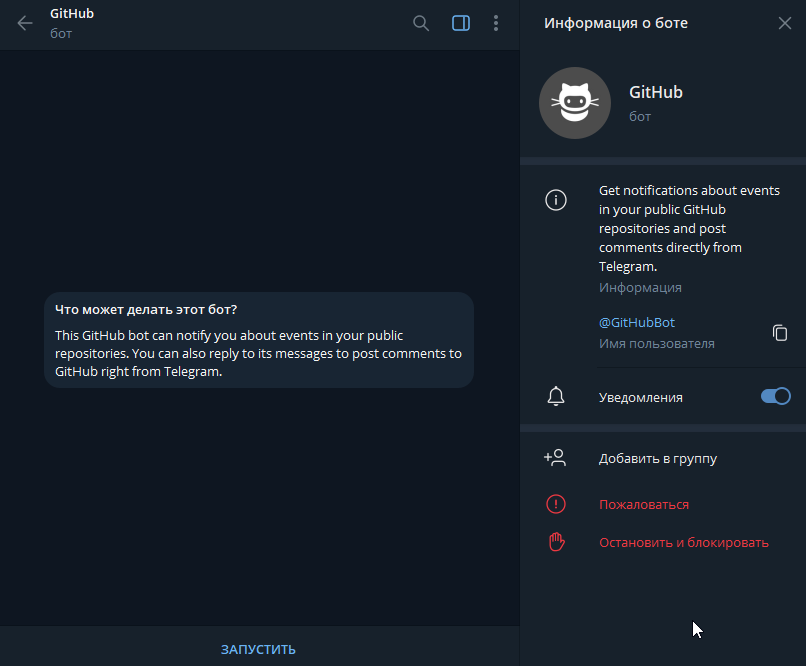 GitHub
бот
Что может делать этот бот?
This GitHub bot can notify you about events in your public
repositories. You can also reply to its messages to post comments to
GitHub right from Telegram.
ЗАПУСТИТЬ
Информация о боте
GitHub
бот
Get notifications about events
in your public GitHub
repositories and post
comments directly from
Telegram.
Информация
@GitHubBot
Имя пользователя
Уведомления
Добавить в группу
Пожаловаться
Остановить и блокировать